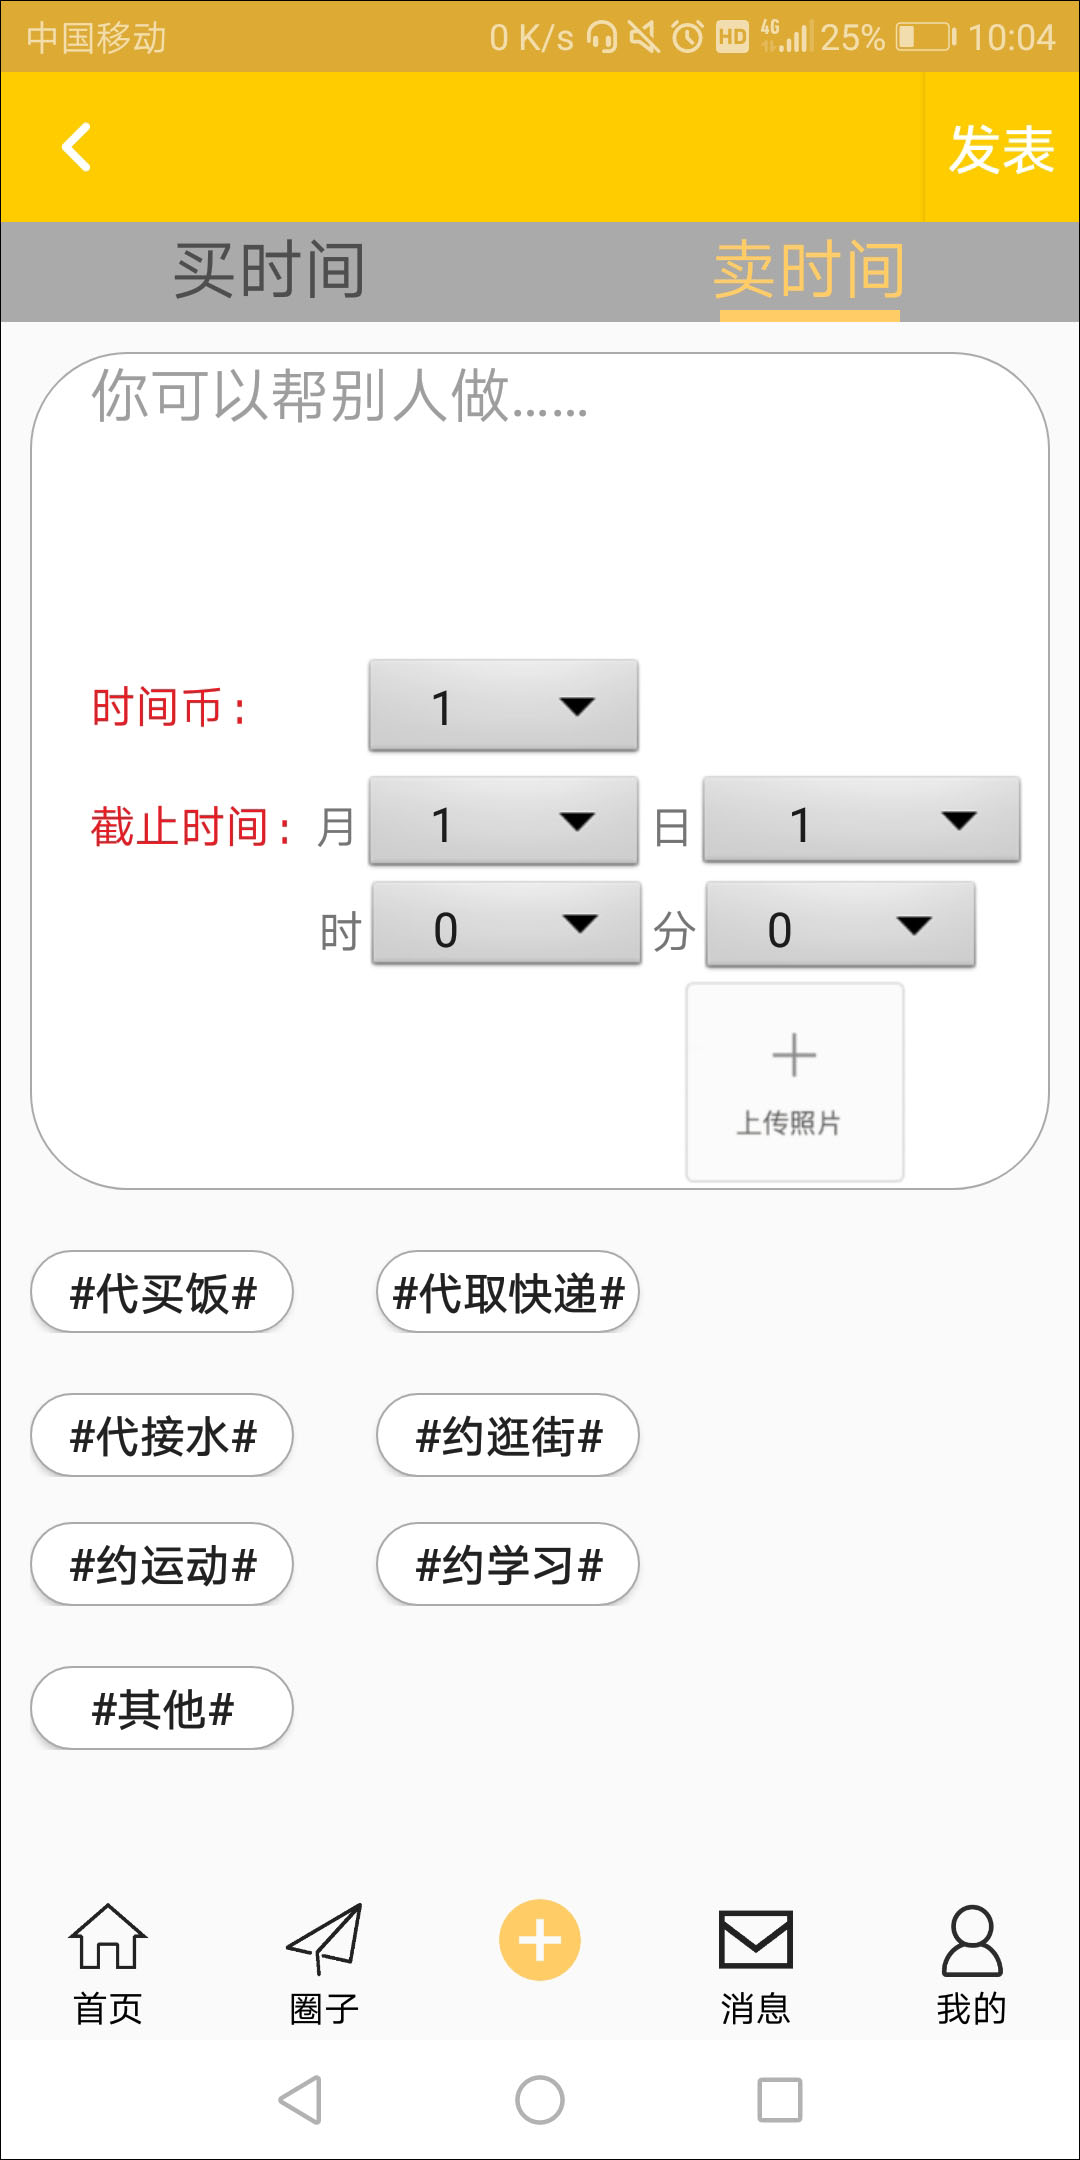 中国移动 0 K/s HD 4G 25% 10:04
发表
买时间 卖时间
你可以帮别人做......
时间币： 1
截止时间： 月 1 日 1
时 0 分 0
上传照片
#代买饭# #代取快递#
#代接水# #约逛街#
#约运动# #约学习#
#其他#
首页 圈子 消息 我的